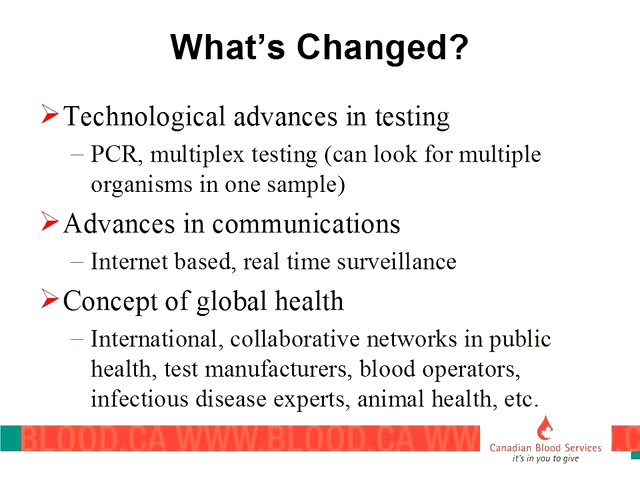 What's Changed?
Technological advances in testing
– PCR, multiplex testing (can look for multiple
organisms in one sample)
Advances in communications
– Internet based, real time surveillance
Concept of global health
– International, collaborative networks in public
health, test manufacturers, blood operators,
infectious disease experts, animal health, etc.
BLOOD.CA WWW.BLOOD.CA WWW .C
Canadian Blood Services
it's in you to give